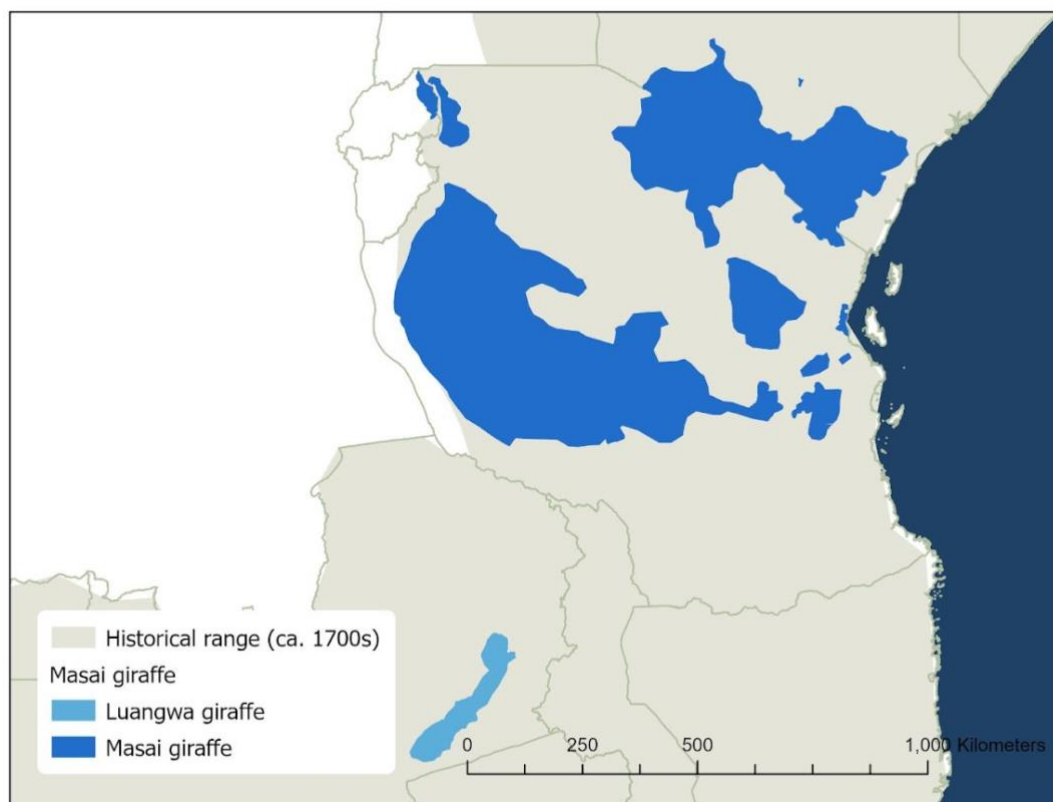 Historical range (ca. 1700s)
Masai giraffe
Luangwa giraffe
Masai giraffe
0 250 500 1,000 Kilometers